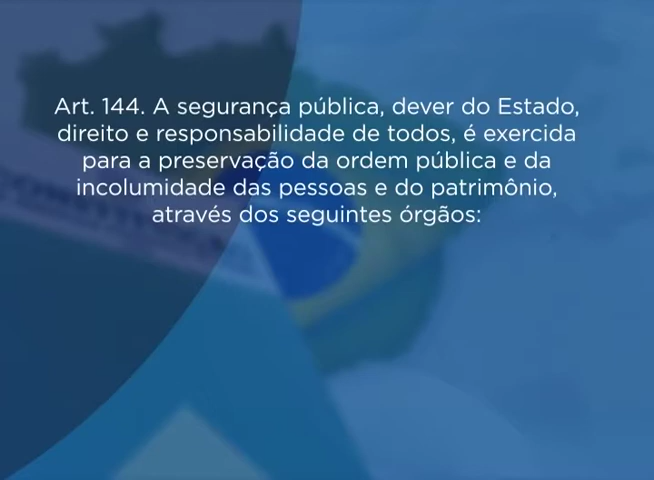 Art. 144. A segurança pública, dever do Estado,
direito e responsabilidade de todos, é exercida
para a preservação da ordem pública e da
incolumidade das pessoas e do patrimônio,
através dos seguintes órgãos: